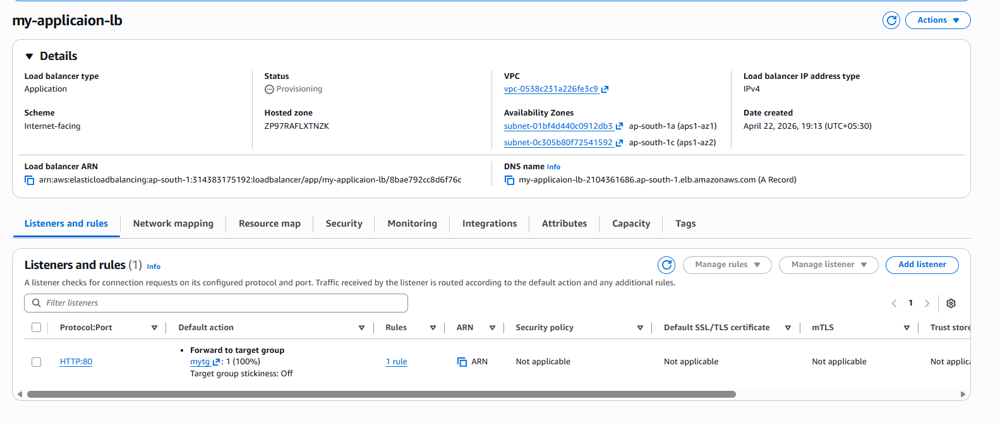 my-applicaion-lb
Actions
Details
Load balancer type
Application
Status
Provisioning
VPC
vpc-0538c231a226fe3c9
Load balancer IP address type
IPv4
Scheme
Internet-facing
Hosted zone
ZP97RAFLXTNZK
Availability Zones
subnet-01bf4d440c0912db3 ap-south-1a (aps1-az1)
subnet-0c305b80f72541592 ap-south-1c (aps1-az2)
Date created
April 22, 2026, 19:13 (UTC+05:30)
Load balancer ARN
arn:aws:elasticloadbalancing:ap-south-1:314383175192:loadbalancer/app/my-applicaion-lb/8bae792cc8d6f76c
DNS name Info
my-applicaion-lb-2104361686.ap-south-1.elb.amazonaws.com (A Record)
Listeners and rules Network mapping Resource map Security Monitoring Integrations Attributes Capacity Tags
Listeners and rules (1) Info
Manage rules Manage listener Add listener
A listener checks for connection requests on its configured protocol and port. Traffic received by the listener is routed according to the default action and any additional rules.
Filter listeners
1
Protocol:Port Default action Rules ARN Security policy Default SSL/TLS certificate mTLS Trust store
HTTP:80
• Forward to target group
mytg : 1 (100%)
Target group stickiness: Off
1 rule
ARN
Not applicable
Not applicable
Not applicable
Not applica